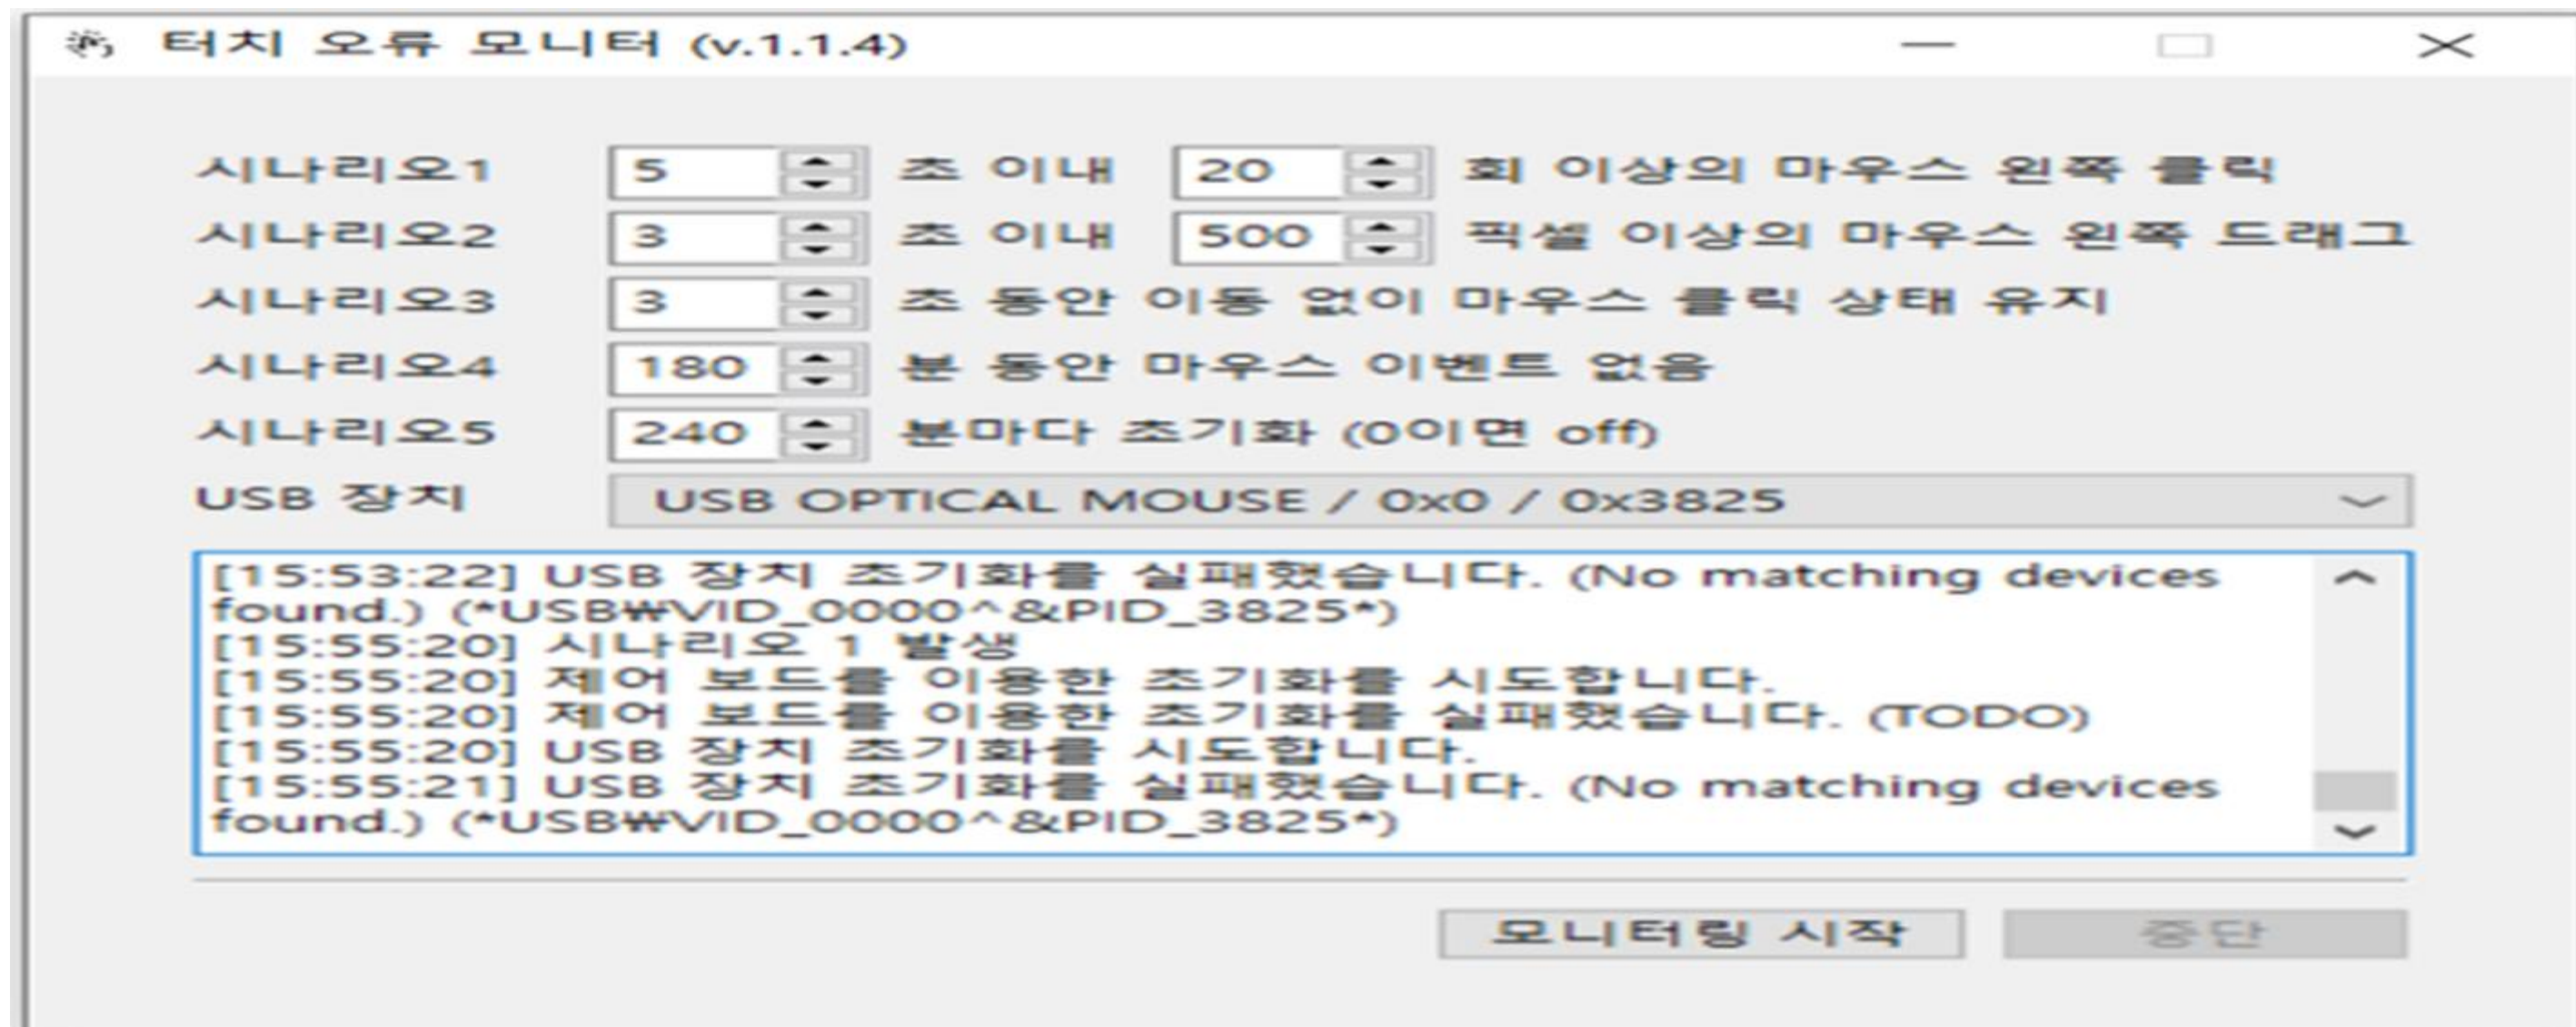 터치 오류 모니터 (v.1.1.4)
시나리오1 5 초 이내 20 회 이상의 마우스 왼쪽 클릭
시나리오2 3 초 이내 500 픽셀 이상의 마우스 왼쪽 드래그
시나리오3 3 초 동안 이동 없이 마우스 클릭 상태 유지
시나리오4 180 분 동안 마우스 이벤트 없음
시나리오5 240 분마다 초기화 (0이면 off)
USB 장치 USB OPTICAL MOUSE / 0x0 / 0x3825
[15:53:22] USB 장치 초기화를 실패했습니다. (No matching devices
found.) (*USB₩VID_0000^&PID_3825*)
[15:55:20] 시나리오 1 발생
[15:55:20] 제어 보드를 이용한 초기화를 시도합니다.
[15:55:20] 제어 보드를 이용한 초기화를 실패했습니다. (TODO)
[15:55:20] USB 장치 초기화를 시도합니다.
[15:55:21] USB 장치 초기화를 실패했습니다. (No matching devices
found.) (*USB₩VID_0000^&PID_3825*)
모니터링 시작 중단